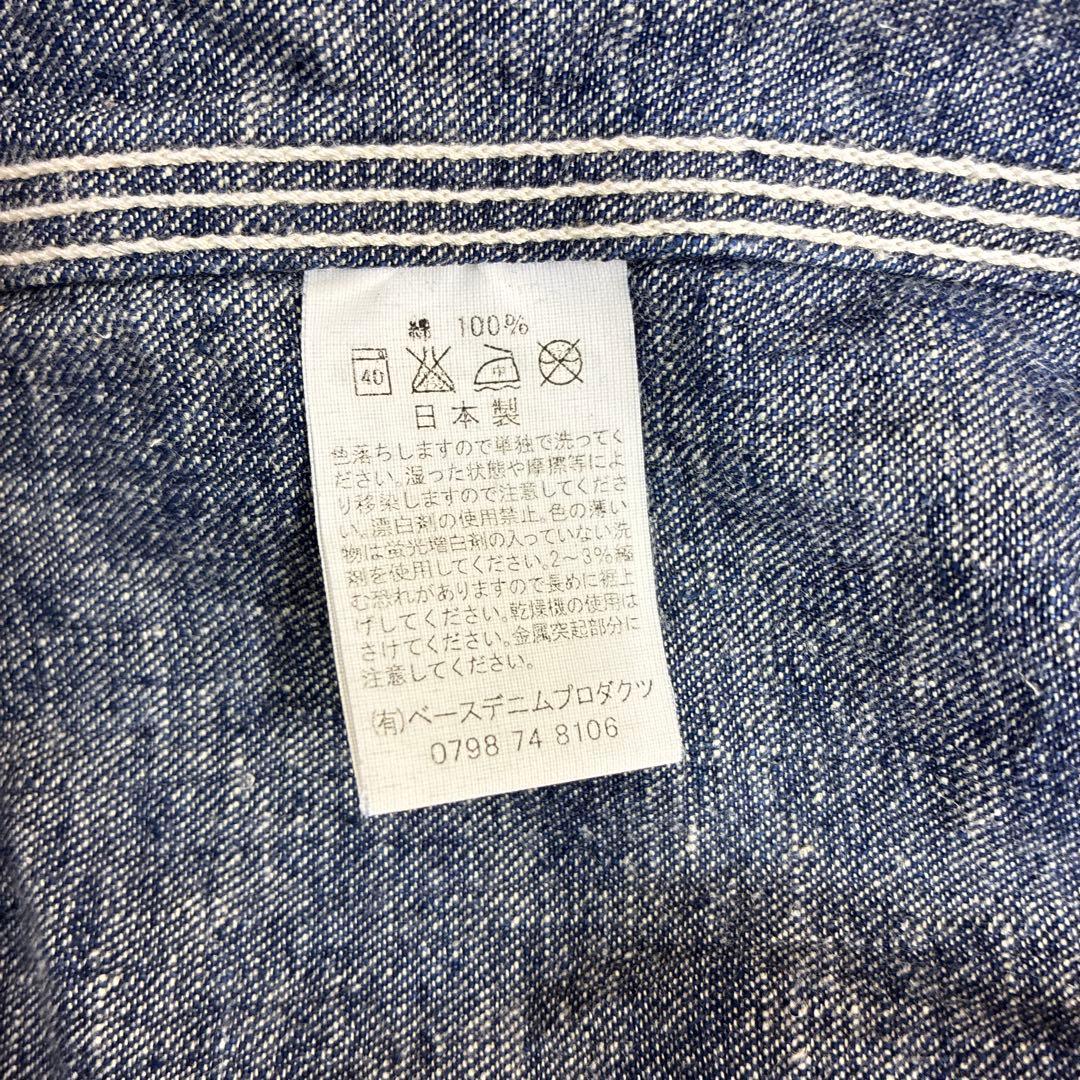 綿 100%
40 中
日本製
色落ちしますので単独で洗ってく
ださい。湿った状態や摩擦等によ
り移染しますので注意してくださ
い。漂白剤の使用禁止。色の薄い
物は蛍光増白剤の入っていない洗
剤を使用してください。2～3%縮
む恐れがありますので長めに裾上
げしてください。乾燥機の使用は
さけてください。金属突起部分に
注意してください。
(有)ベースデニムプロダクツ
0798 74 8106